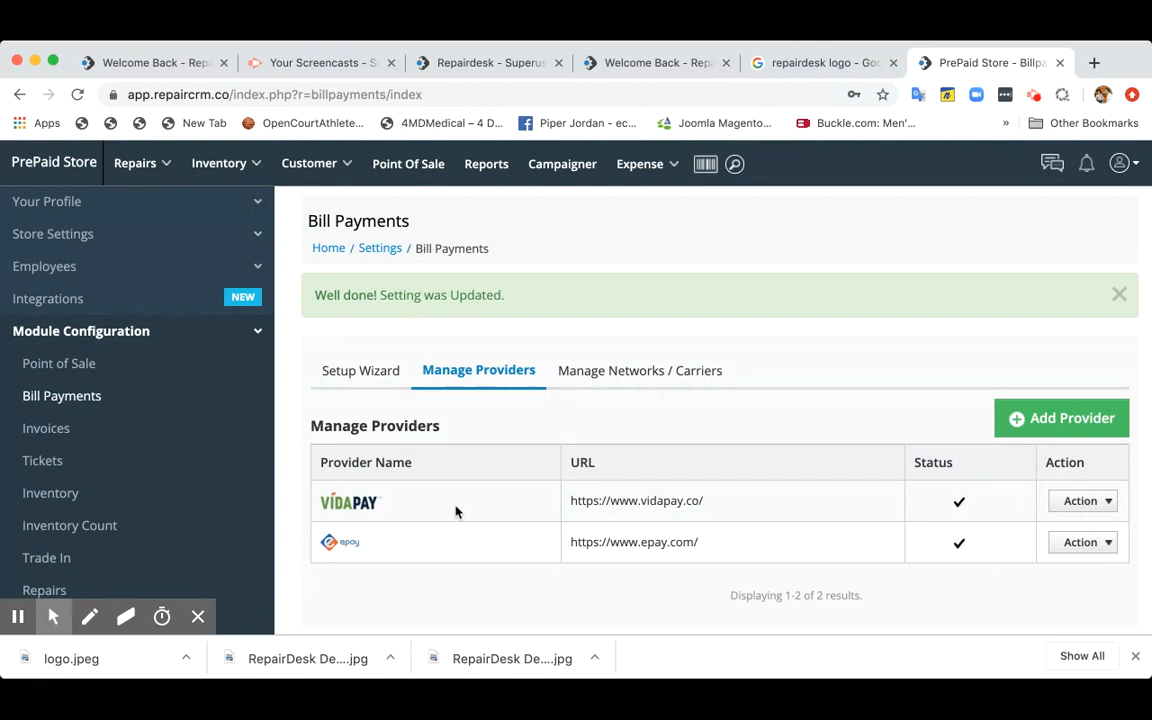 Welcome Back - Rep
Your Screencasts - S
Repairdesk - Superus
Welcome Back - Rep
repairdesk logo - Goo
PrePaid Store - Billpa
app.repaircrm.co/index.php?r=billpayments/index
Apps
New Tab
OpenCourtAthlete...
4MDMedical – 4 D...
Piper Jordan - ec...
Joomla Magento...
Buckle.com: Men'...
»
Other Bookmarks
PrePaid Store
Repairs
Inventory
Customer
Point Of Sale
Reports
Campaigner
Expense
Your Profile
Store Settings
Employees
Integrations
NEW
Module Configuration
Point of Sale
Bill Payments
Invoices
Tickets
Inventory
Inventory Count
Trade In
Repairs
Bill Payments
Home / Settings / Bill Payments
Well done! Setting was Updated.
Setup Wizard
Manage Providers
Manage Networks / Carriers
Manage Providers
Add Provider
Provider Name
URL
Status
Action
VIDAPAY
https://www.vidapay.co/
Action
epay
https://www.epay.com/
Action
Displaying 1-2 of 2 results.
logo.jpeg
RepairDesk De....jpg
RepairDesk De....jpg
Show All